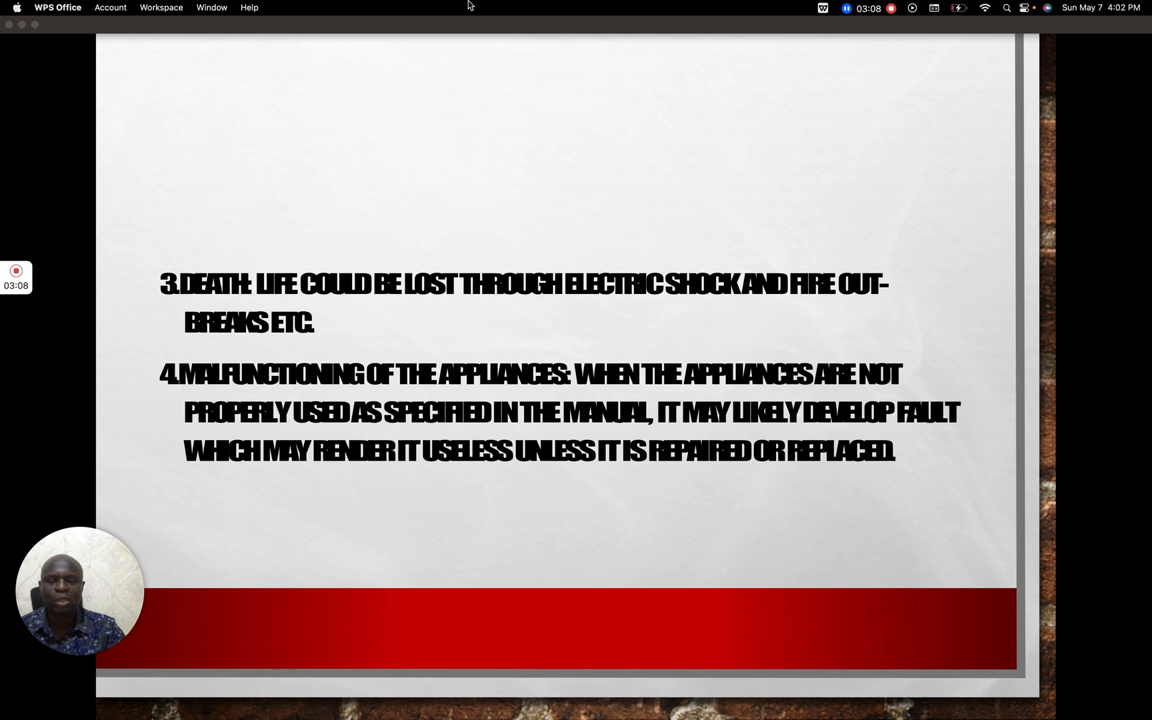 WPS Office Account Workspace Window Help 03:08 Sun May 7 4:02 PM
03:08
3.DEATH: LIFE COULD BE LOST THROUGH ELECTRIC SHOCK AND FIRE OUT-
BREAKS ETC.
4.MALFUNCTIONING OF THE APPLIANCES: WHEN THE APPLIANCES ARE NOT
PROPERLY USED AS SPECIFIED IN THE MANUAL, IT MAY LIKELY DEVELOP FAULT
WHICH MAY RENDER IT USELESS UNLESS IT IS REPAIRED OR REPLACED.